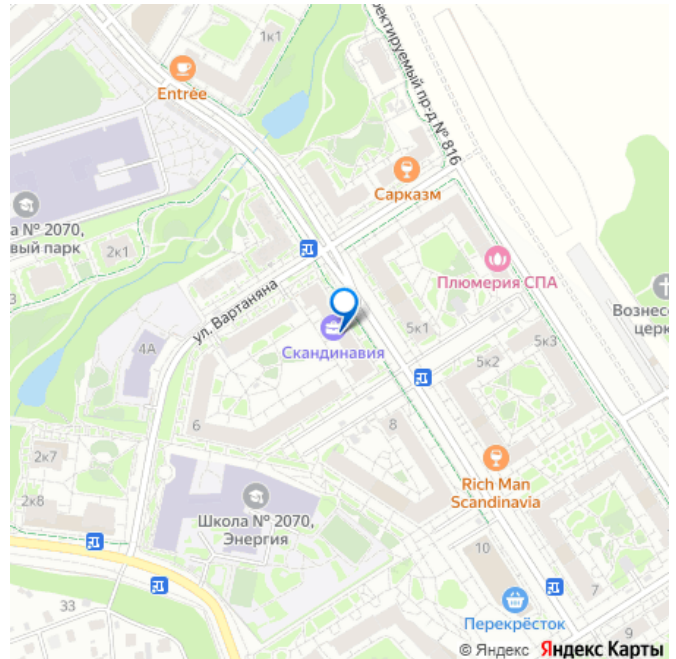 1к1
Entrée
ектируемый пр-д № 816
Сарказм
а № 2070,
вый парк
2к1
3
ул. Вартаняна
Плюмерия СПА
Вознесе
церк
5к1
5к3
Скандинавия
5к2
4А
6
8
2к7
2к8
Rich Man
Scandinavia
Школа № 2070,
Энергия
10
7
33
Перекрёсток
9
© Яндекс Яндекс Карты